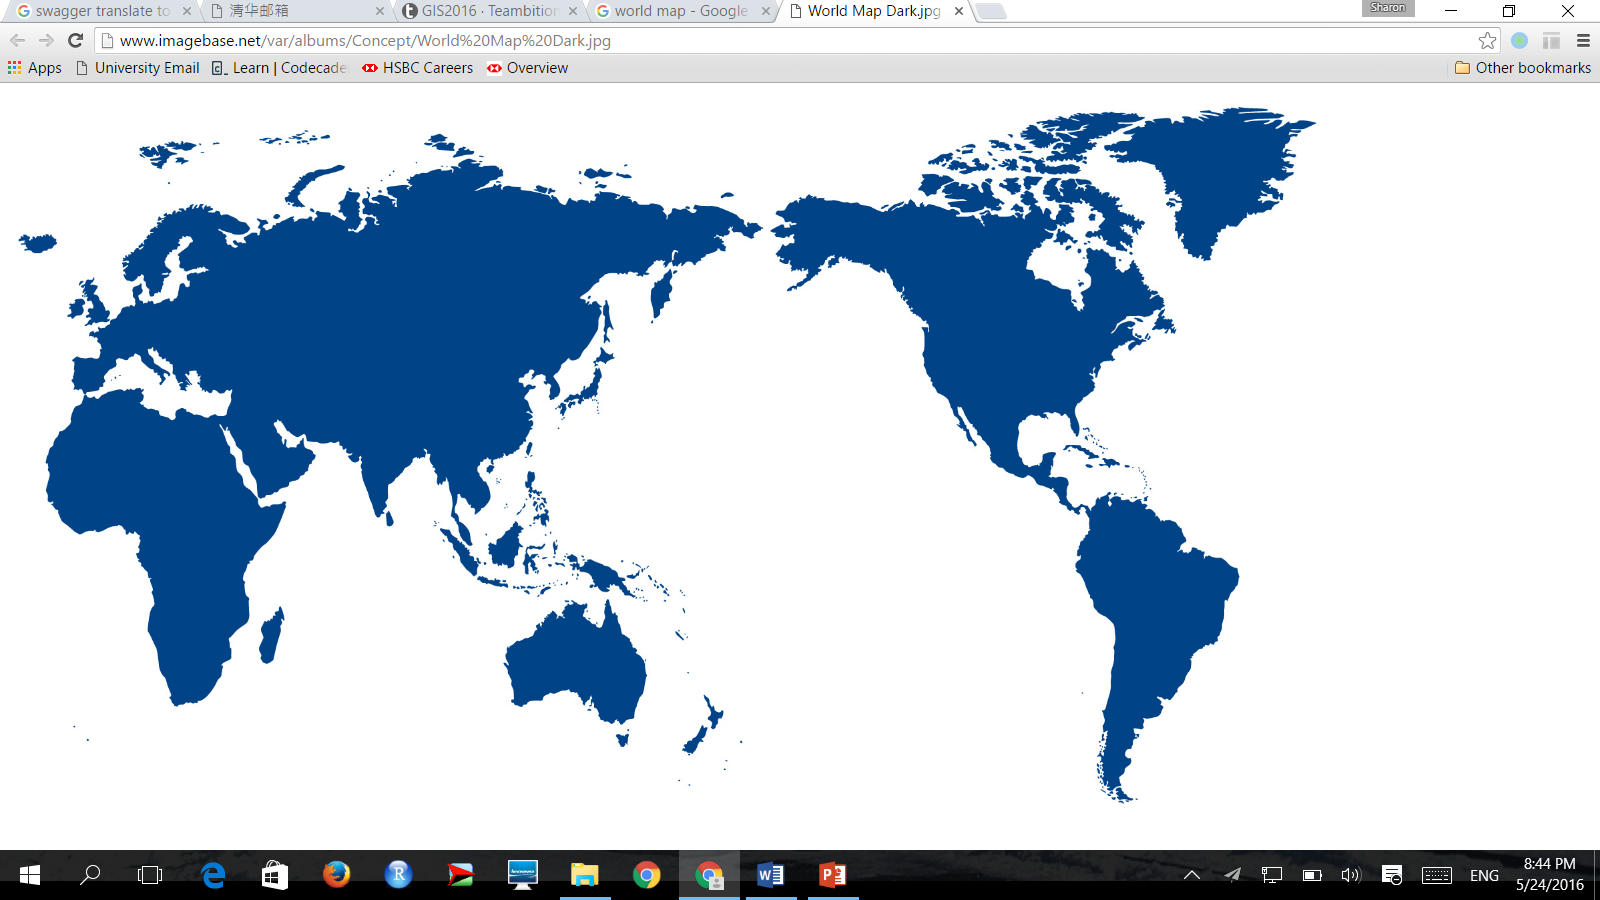 swagger translate to
清华邮箱
GIS2016 · Teambition
world map - Google
World Map Dark.jpg
Sharon
www.imagebase.net/var/albums/Concept/World%20Map%20Dark.jpg
Apps
University Email
Learn | Codecade
HSBC Careers
Overview
Other bookmarks
ENG
8:44 PM
5/24/2016